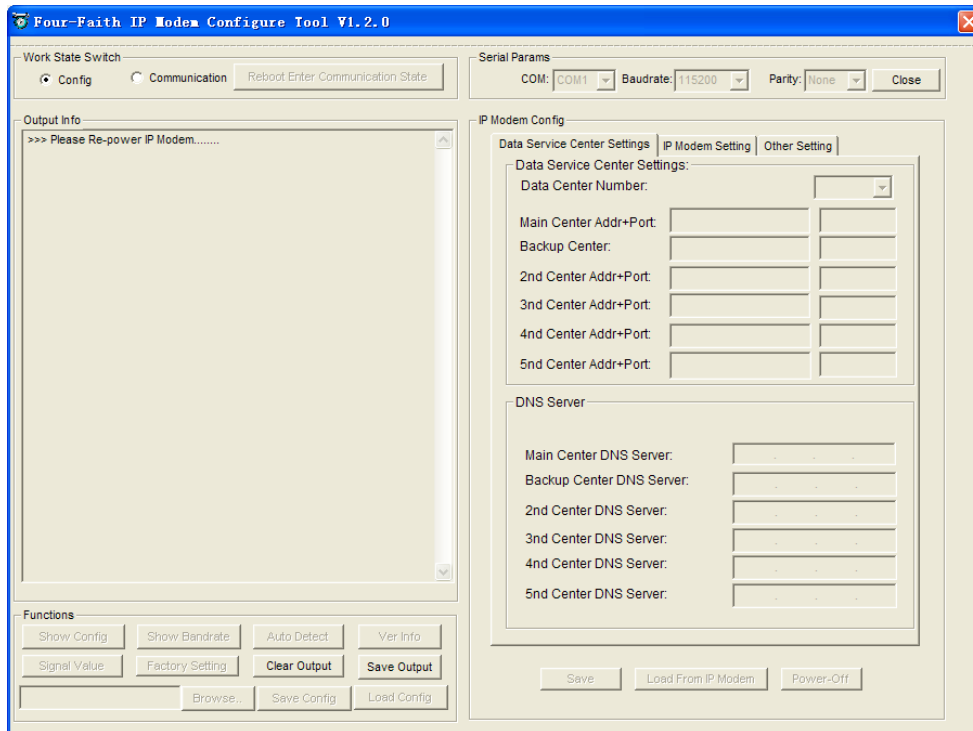 Four-Faith IP Modem Configure Tool V1.2.0
Work State Switch
Config
Communication
Reboot Enter Communication State
Serial Params
COM: COM1
Baudrate: 115200
Parity: None
Close
Output Info
>>> Please Re-power IP Modem........
Functions
Show Config
Show Bandrate
Auto Detect
Ver Info
Signal Value
Factory Setting
Clear Output
Save Output
Browse..
Save Config
Load Config
IP Modem Config
Data Service Center Settings
IP Modem Setting
Other Setting
Data Service Center Settings:
Data Center Number:
Main Center Addr+Port:
Backup Center:
2nd Center Addr+Port:
3nd Center Addr+Port:
4nd Center Addr+Port:
5nd Center Addr+Port:
DNS Server
Main Center DNS Server:
Backup Center DNS Server:
2nd Center DNS Server:
3nd Center DNS Server:
4nd Center DNS Server:
5nd Center DNS Server:
Save
Load From IP Modem
Power-Off